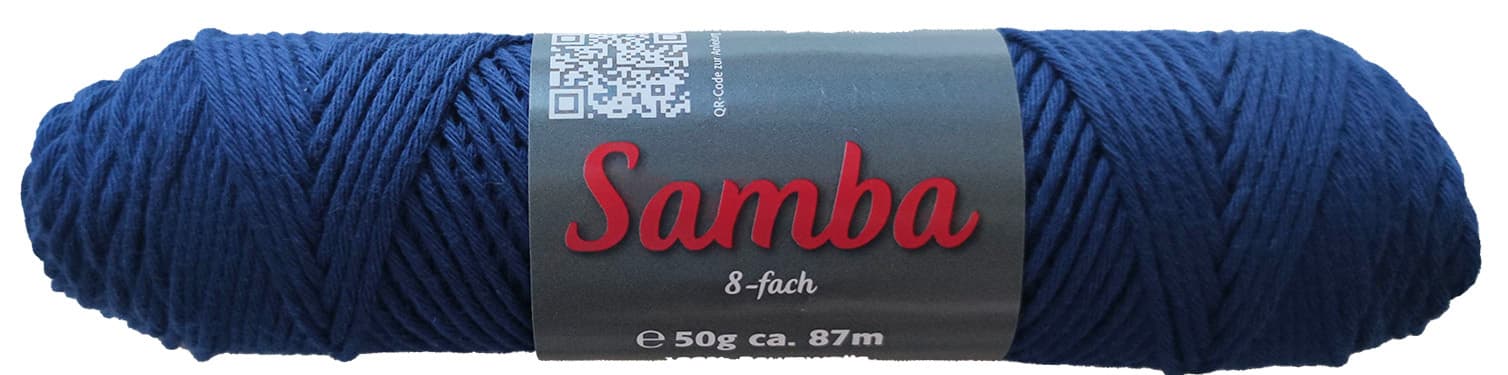 QR-Code zur Anleitung
Samba
8-fach
℮ 50g ca. 87m